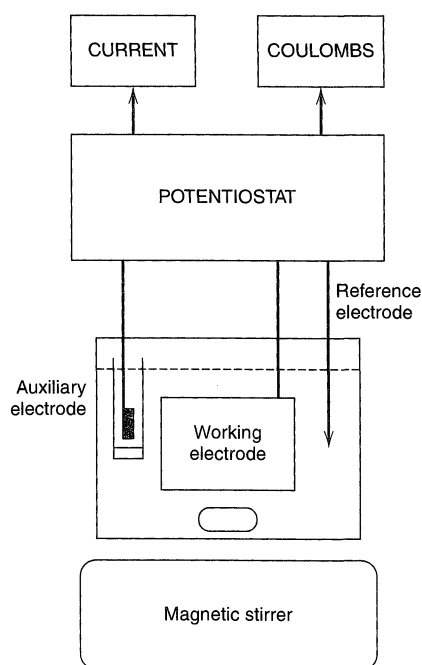 CURRENT
COULOMBS
POTENTIOSTAT
Reference
electrode
Auxiliary
electrode
Working
electrode
Magnetic stirrer